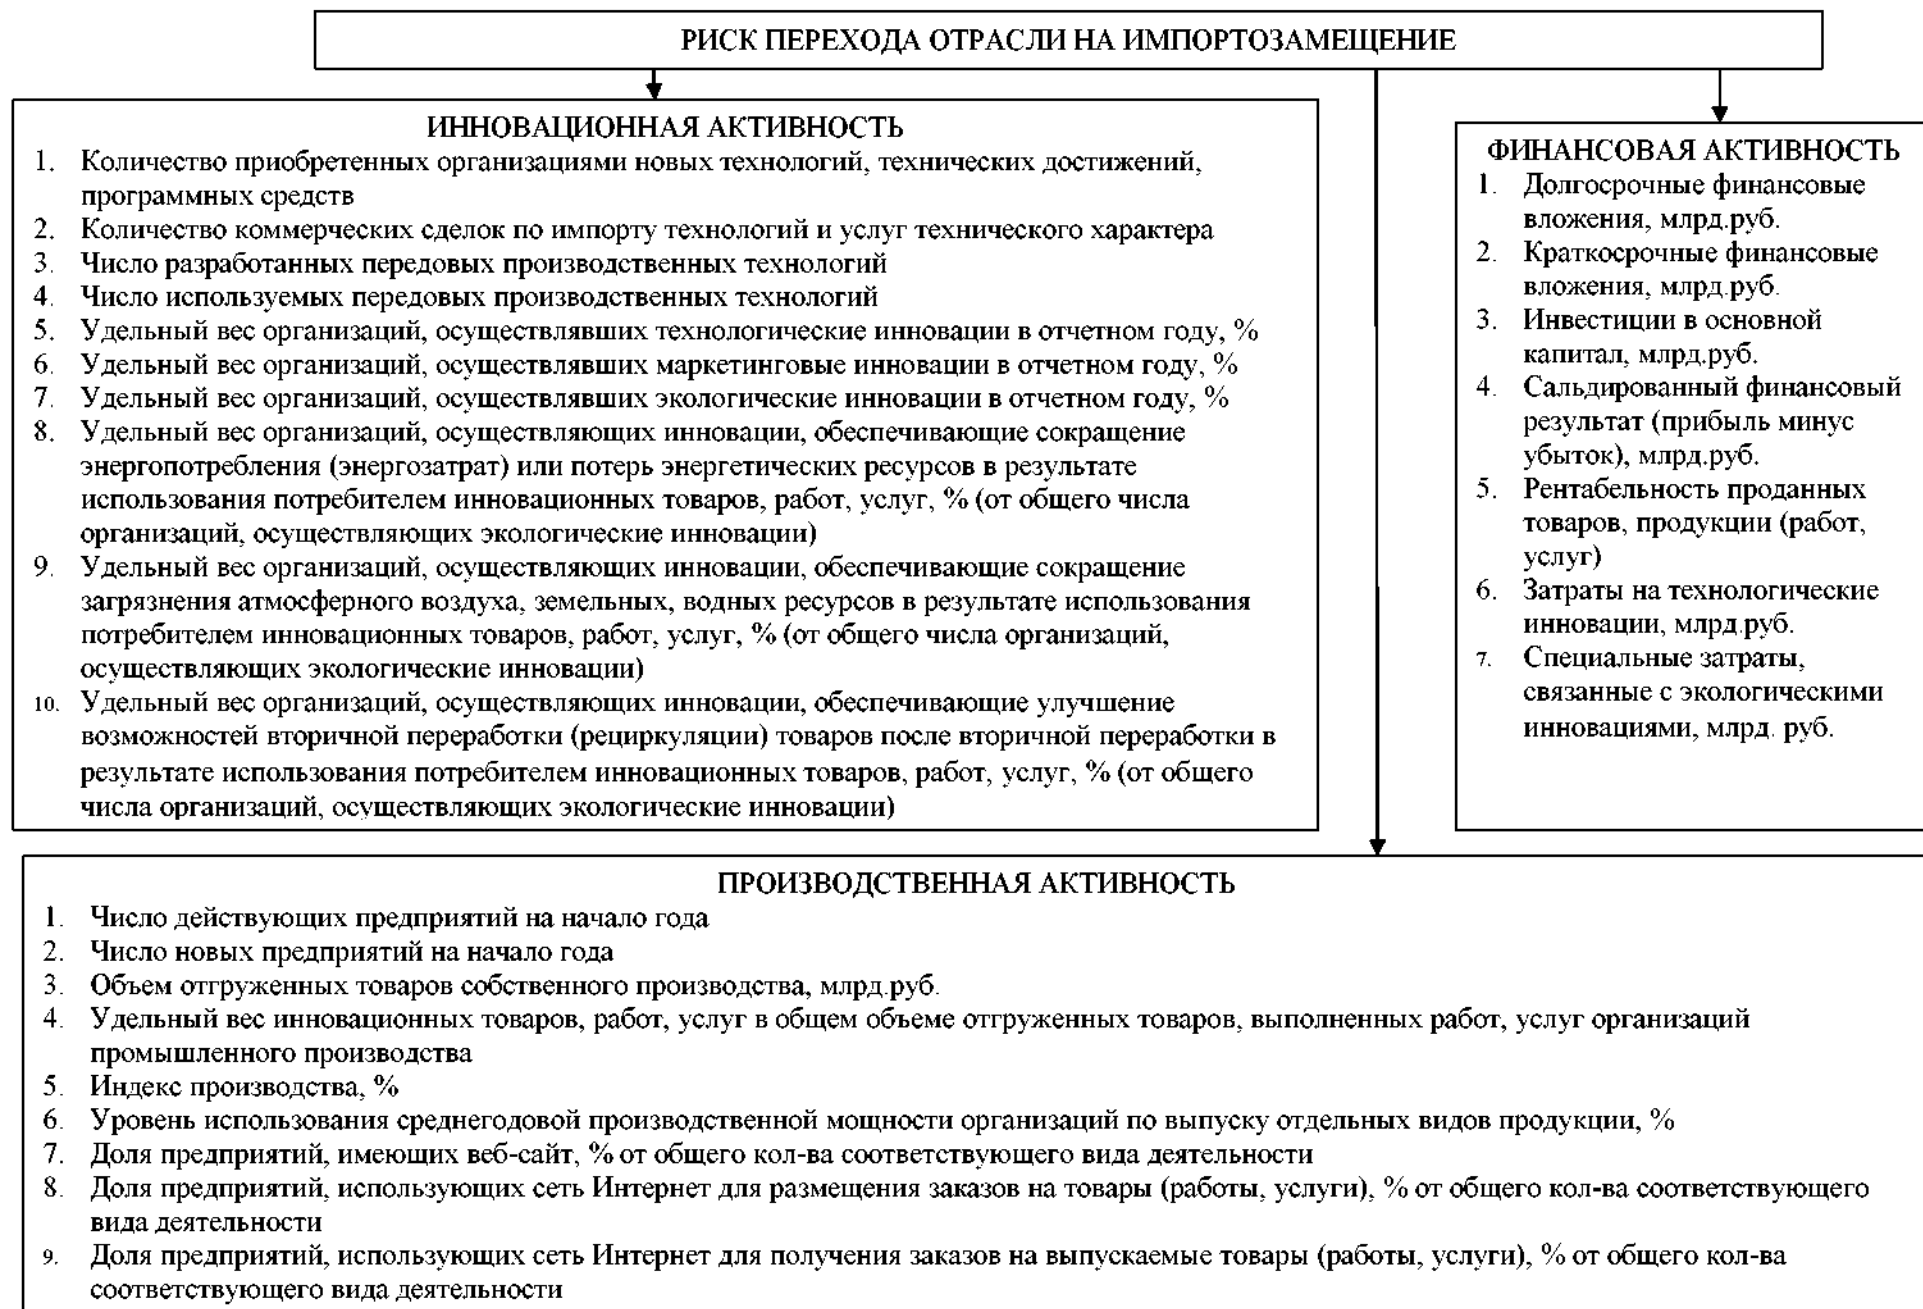 РИСК ПЕРЕХОДА ОТРАСЛИ НА ИМПОРТОЗАМЕЩЕНИЕ
ИННОВАЦИОННАЯ АКТИВНОСТЬ
1. Количество приобретенных организациями новых технологий, технических достижений,
программных средств
2. Количество коммерческих сделок по импорту технологий и услуг технического характера
3. Число разработанных передовых производственных технологий
4. Число используемых передовых производственных технологий
5. Удельный вес организаций, осуществлявших технологические инновации в отчетном году, %
6. Удельный вес организаций, осуществлявших маркетинговые инновации в отчетном году, %
7. Удельный вес организаций, осуществлявших экологические инновации в отчетном году, %
8. Удельный вес организаций, осуществляющих инновации, обеспечивающие сокращение
энергопотребления (энергозатрат) или потерь энергетических ресурсов в результате
использования потребителем инновационных товаров, работ, услуг, % (от общего числа
организаций, осуществляющих экологические инновации)
9. Удельный вес организаций, осуществляющих инновации, обеспечивающие сокращение
загрязнения атмосферного воздуха, земельных, водных ресурсов в результате использования
потребителем инновационных товаров, работ, услуг, % (от общего числа организаций,
осуществляющих экологические инновации)
10. Удельный вес организаций, осуществляющих инновации, обеспечивающие улучшение
возможностей вторичной переработки (рециркуляции) товаров после вторичной переработки в
результате использования потребителем инновационных товаров, работ, услуг, % (от общего
числа организаций, осуществляющих экологические инновации)
ФИНАНСОВАЯ АКТИВНОСТЬ
1. Долгосрочные финансовые
вложения, млрд.руб.
2. Краткосрочные финансовые
вложения, млрд.руб.
3. Инвестиции в основной
капитал, млрд.руб.
4. Сальдированный финансовый
результат (прибыль минус
убыток), млрд.руб.
5. Рентабельность проданных
товаров, продукции (работ,
услуг)
6. Затраты на технологические
инновации, млрд.руб.
7. Специальные затраты,
связанные с экологическими
инновациями, млрд. руб.
ПРОИЗВОДСТВЕННАЯ АКТИВНОСТЬ
1. Число действующих предприятий на начало года
2. Число новых предприятий на начало года
3. Объем отгруженных товаров собственного производства, млрд.руб.
4. Удельный вес инновационных товаров, работ, услуг в общем объеме отгруженных товаров, выполненных работ, услуг организаций
промышленного производства
5. Индекс производства, %
6. Уровень использования среднегодовой производственной мощности организаций по выпуску отдельных видов продукции, %
7. Доля предприятий, имеющих веб-сайт, % от общего кол-ва соответствующего вида деятельности
8. Доля предприятий, использующих сеть Интернет для размещения заказов на товары (работы, услуги), % от общего кол-ва соответствующего
вида деятельности
9. Доля предприятий, использующих сеть Интернет для получения заказов на выпускаемые товары (работы, услуги), % от общего кол-ва
соответствующего вида деятельности